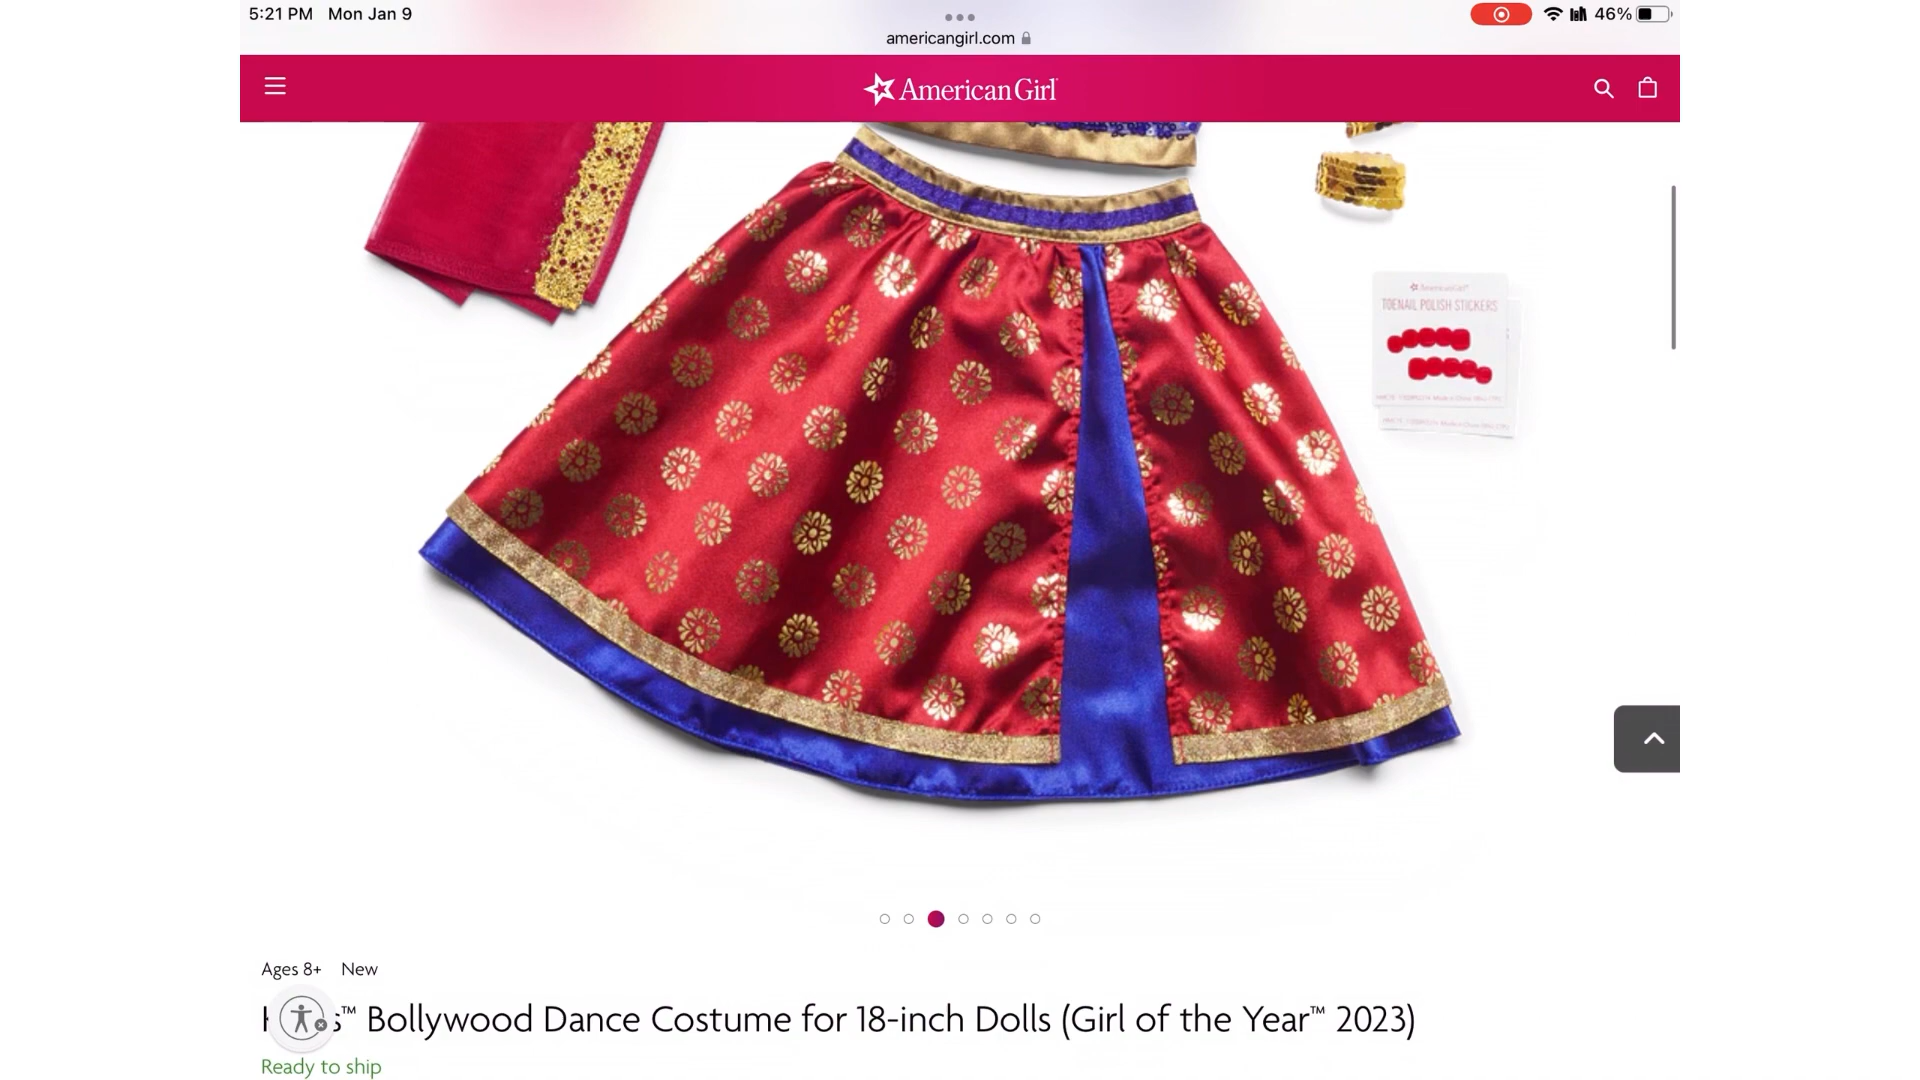 5:21 PM Mon Jan 9
46%
americangirl.com
American Girl
AmericanGirl
TOENAIL POLISH STICKERS
Ages 8+ New
Bollywood Dance Costume for 18-inch Dolls (Girl of the Year™ 2023)
Ready to ship